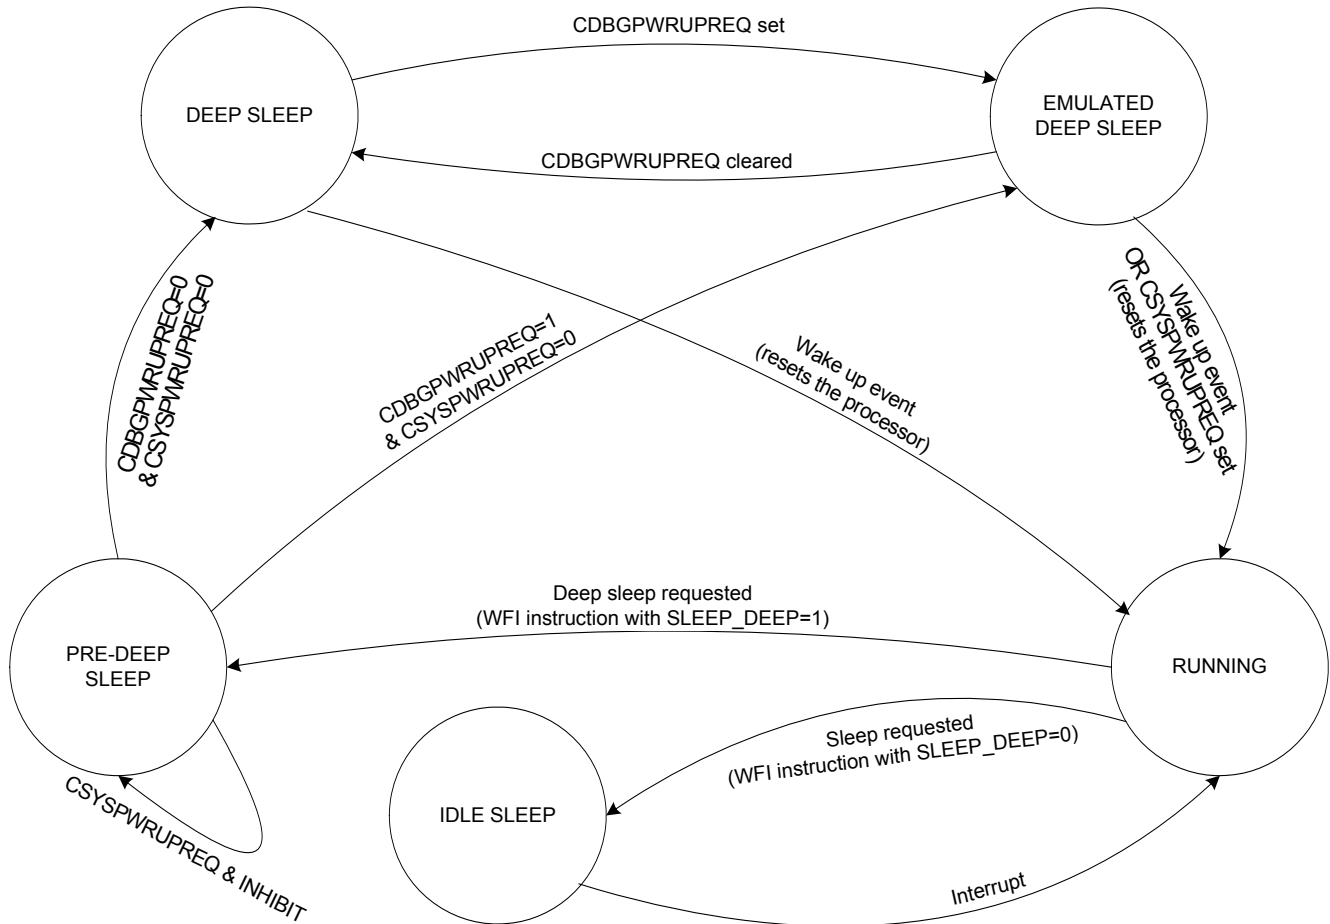 CDBGPWRUPREQ set
DEEP SLEEP
EMULATED
DEEP SLEEP
CDBGPWRUPREQ cleared
CDBGPWRUPREQ=0
& CSYSPWRUPREQ=0
CDBGPWRUPREQ=1
& CSYSPWRUPREQ=0
Wake up event
(resets the processor)
Wake up event
OR CSYSPWRUPREQ set
(resets the processor)
Deep sleep requested
(WFI instruction with SLEEP_DEEP=1)
PRE-DEEP
SLEEP
RUNNING
Sleep requested
(WFI instruction with SLEEP_DEEP=0)
IDLE SLEEP
CSYSPWRUPREQ & INHIBIT
Interrupt